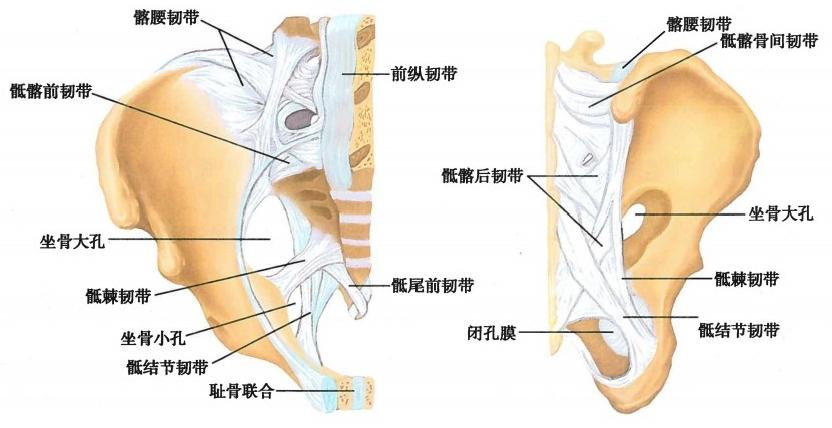 髂腰韧带
骶髂前韧带
前纵韧带
坐骨大孔
骶棘韧带
坐骨小孔
骶结节韧带
耻骨联合
骶尾前韧带
髂腰韧带
骶髂骨间韧带
骶髂后韧带
坐骨大孔
骶棘韧带
闭孔膜
骶结节韧带